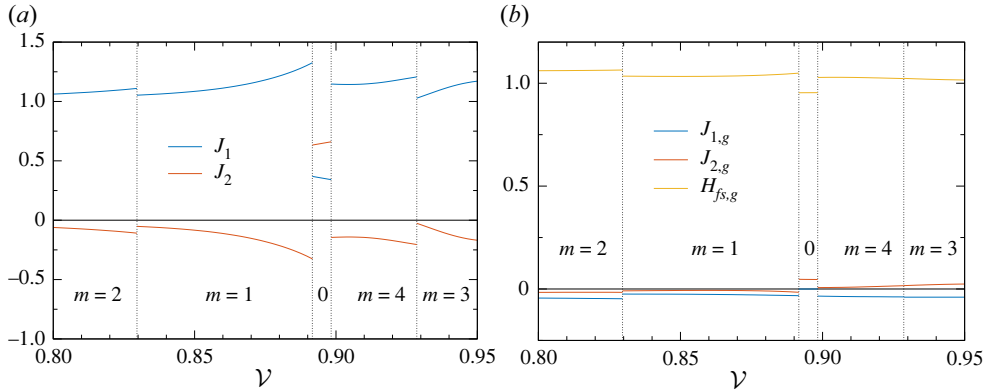 (a)
1.5
1.0
0.5
0
−0.5
−1.0
J1
J2
m = 2
m = 1
0
m = 4
m = 3
0.80
0.85
0.90
0.95
𝒱
(b)
1.0
0.5
0
J1,g
J2,g
Hfs,g
m = 2
m = 1
0
m = 4
m = 3
0.80
0.85
0.90
0.95
𝒱